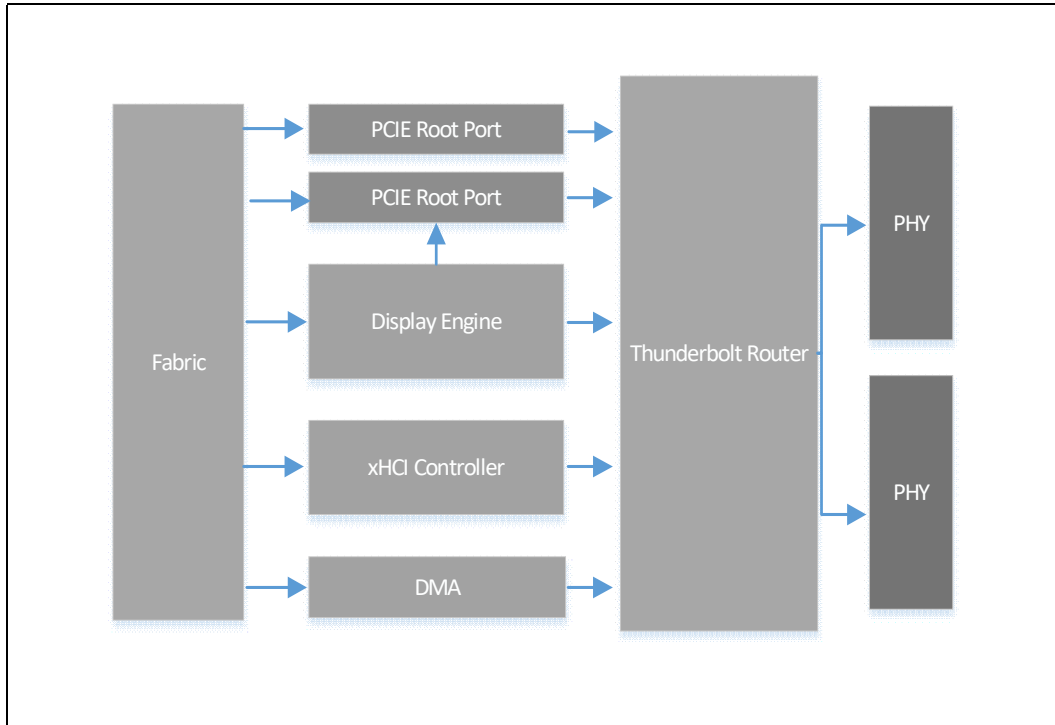 PCIE Root Port
PCIE Root Port
Display Engine
Fabric
Thunderbolt Router
xHCI Controller
DMA
PHY
PHY